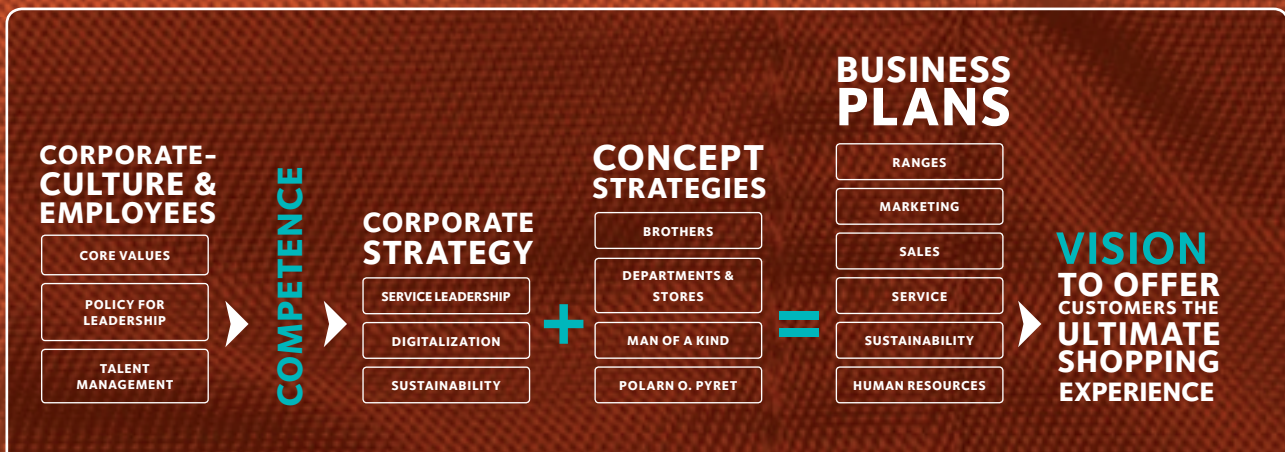 CORPORATE-
CULTURE &
EMPLOYEES
CORE VALUES
POLICY FOR
LEADERSHIP
TALENT
MANAGEMENT
COMPETENCE
CORPORATE
STRATEGY
SERVICE LEADERSHIP
DIGITALIZATION
SUSTAINABILITY
+
CONCEPT
STRATEGIES
BROTHERS
DEPARTMENTS &
STORES
MAN OF A KIND
POLARN O. PYRET
=
BUSINESS
PLANS
RANGES
MARKETING
SALES
SERVICE
SUSTAINABILITY
HUMAN RESOURCES
VISION
TO OFFER
CUSTOMERS THE
ULTIMATE
SHOPPING
EXPERIENCE